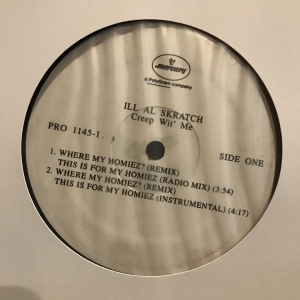 Mercury
a PolyGram company
ILL AL SKRATCH
Creep Wit' Me
PRO 1145-1
SIDE ONE
1. WHERE MY HOMIEZ? (REMIX)
THIS IS FOR MY HOMIEZ (RADIO MIX) (3:54)
2. WHERE MY HOMIEZ? (REMIX)
THIS IS FOR MY HOMIEZ (INSTRUMENTAL) (4:17)